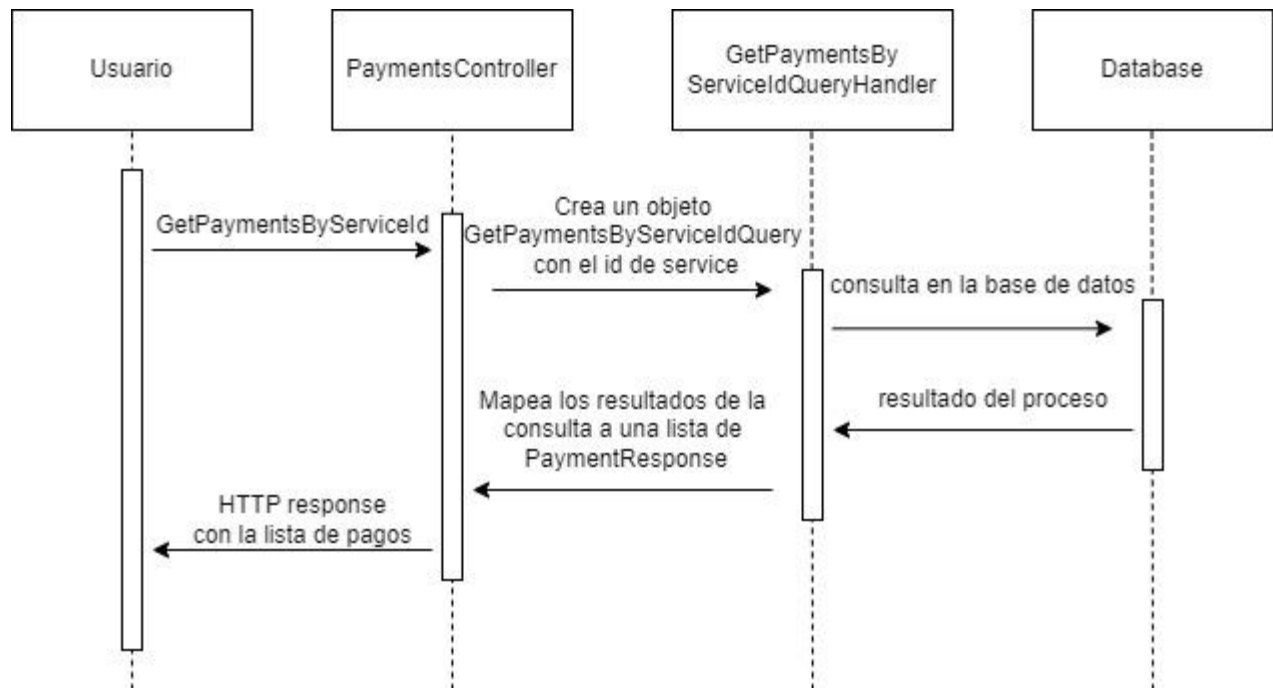 Usuario
PaymentsController
GetPaymentsBy
ServiceIdQueryHandler
Database
GetPaymentsByServiceId
Crea un objeto
GetPaymentsByServiceIdQuery
con el id de service
consulta en la base de datos
resultado del proceso
Mapea los resultados de la
consulta a una lista de
PaymentResponse
HTTP response
con la lista de pagos